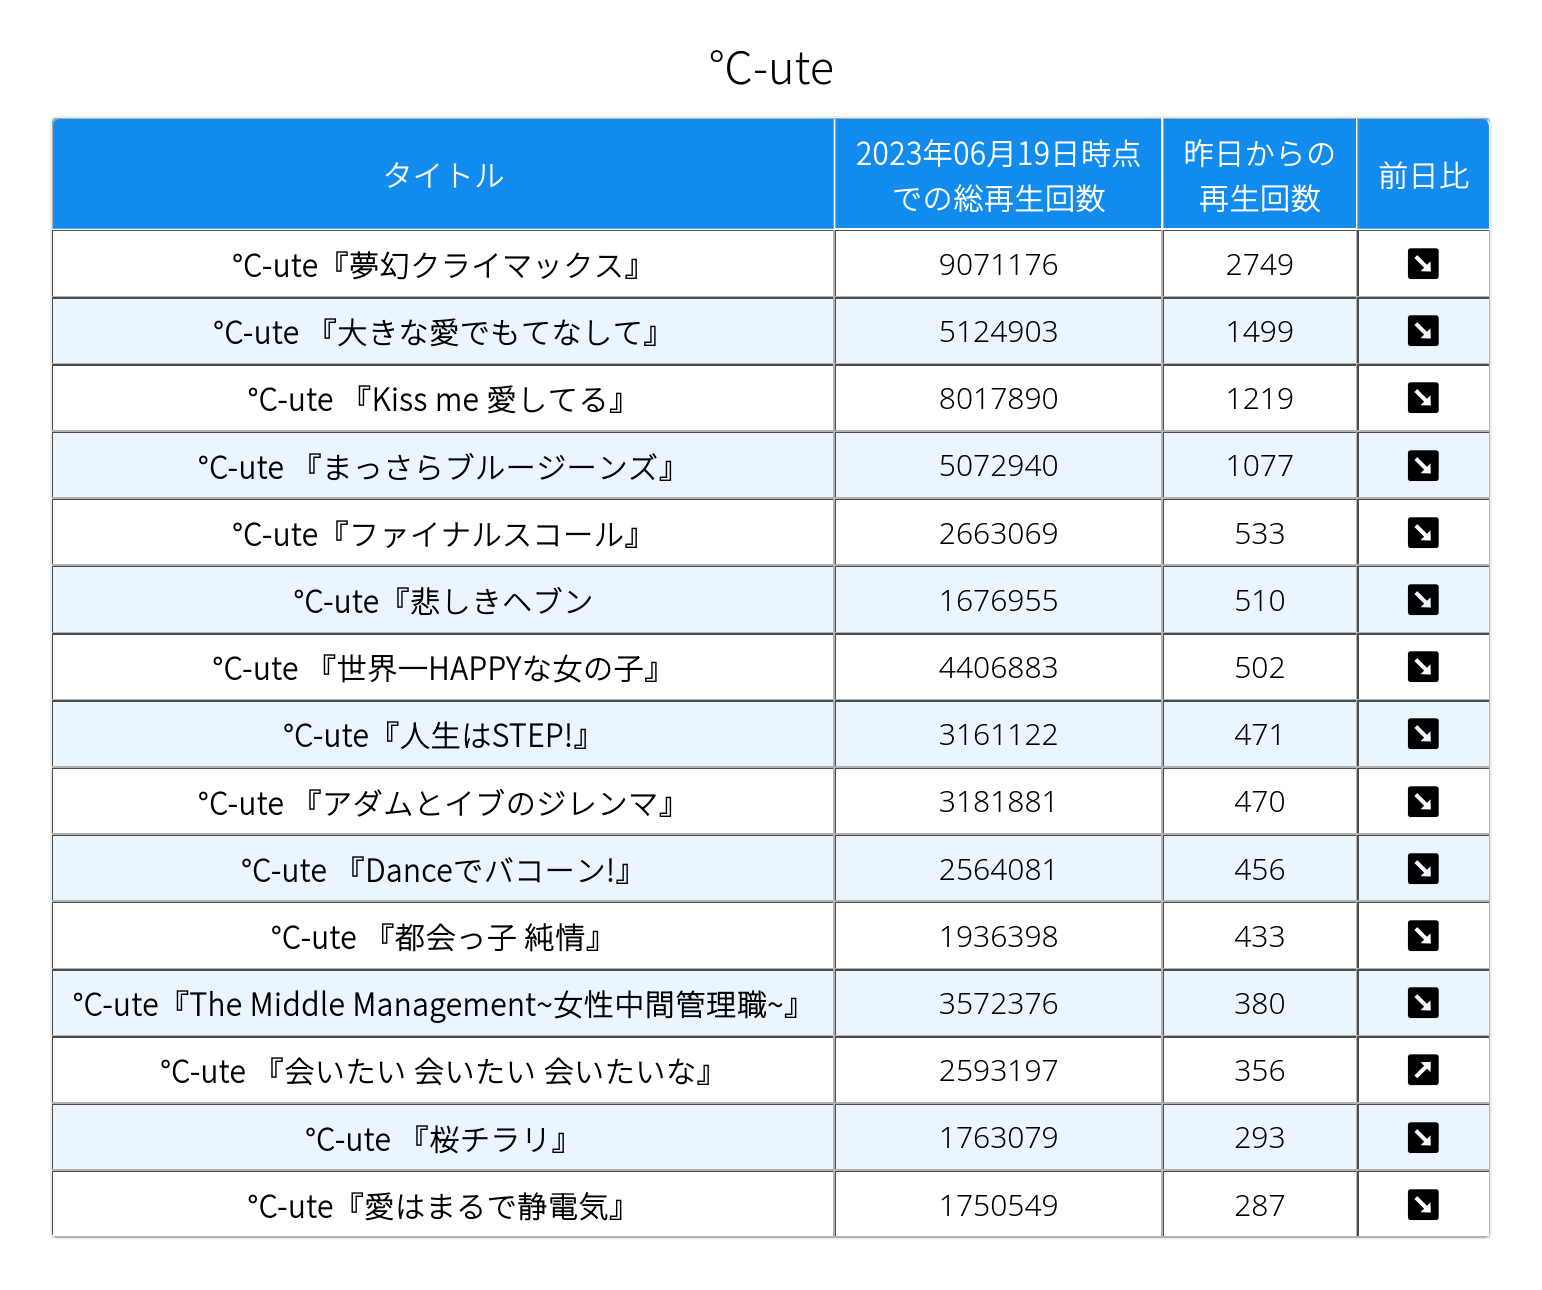 ℃-ute
タイトル
2023年06月19日時点
での総再生回数
昨日からの
再生回数
前日比
℃-ute『夢幻クライマックス』 9071176 2749 ↘
℃-ute 『大きな愛でもてなして』 5124903 1499 ↘
℃-ute 『Kiss me 愛してる』 8017890 1219 ↘
℃-ute 『まっさらブルージーンズ』 5072940 1077 ↘
℃-ute『ファイナルスコール』 2663069 533 ↘
℃-ute『悲しきヘブン 1676955 510 ↘
℃-ute 『世界一HAPPYな女の子』 4406883 502 ↘
℃-ute『人生はSTEP!』 3161122 471 ↘
℃-ute 『アダムとイブのジレンマ』 3181881 470 ↘
℃-ute 『Danceでバコーン!』 2564081 456 ↘
℃-ute 『都会っ子 純情』 1936398 433 ↘
℃-ute『The Middle Management~女性中間管理職~』 3572376 380 ↘
℃-ute 『会いたい 会いたい 会いたいな』 2593197 356 ↗
℃-ute 『桜チラリ』 1763079 293 ↘
℃-ute『愛はまるで静電気』 1750549 287 ↘